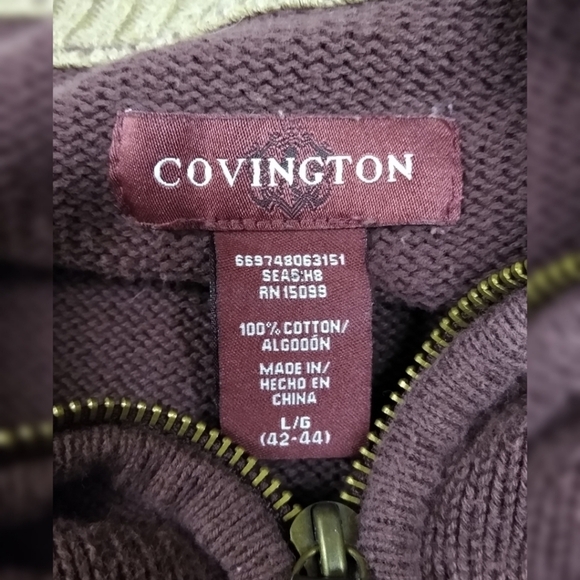 COVINGTON
669748063151
SEAS:H8
RN 15099
100% COTTON/
ALGODÓN
MADE IN/
HECHO EN
CHINA
L/G
(42-44)